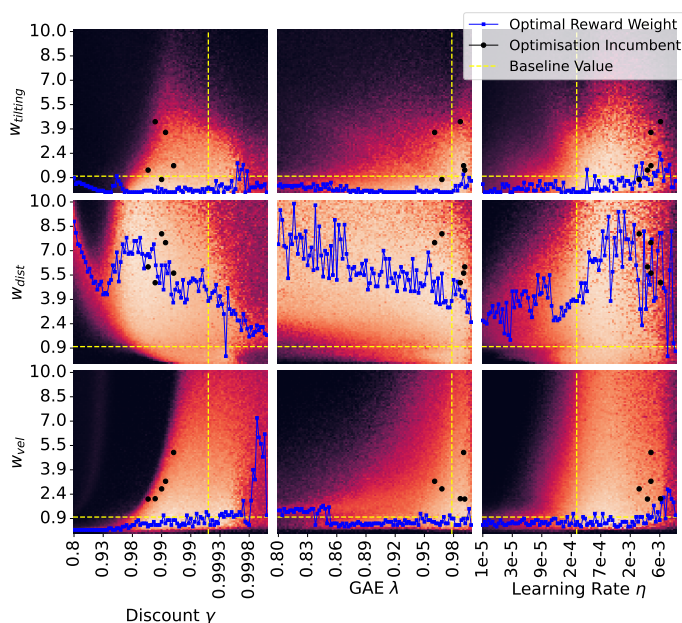 Optimal Reward Weight
Optimisation Incumbent
Baseline Value
10.0
8.5
7.0
5.5
3.9
2.4
0.9
w_tilting
10.0
8.5
7.0
5.5
3.9
2.4
0.9
w_dist
10.0
8.5
7.0
5.5
3.9
2.4
0.9
w_vel
0.8 0.93 0.98 0.99 0.99 0.9993 0.9998
0.80 0.83 0.86 0.89 0.92 0.95 0.98
1e-5 3e-5 9e-5 2e-4 7e-4 2e-3 6e-3
Discount γ
GAE λ
Learning Rate η